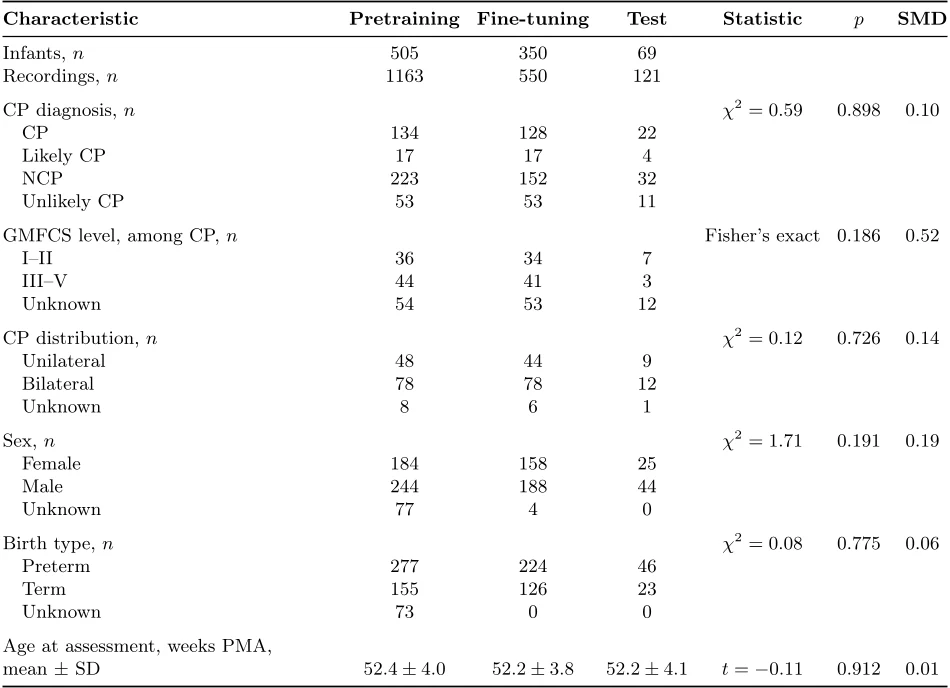 Characteristic Pretraining Fine-tuning Test Statistic p SMD
Infants, n 505 350 69
Recordings, n 1163 550 121
CP diagnosis, n χ² = 0.59 0.898 0.10
CP 134 128 22
Likely CP 17 17 4
NCP 223 152 32
Unlikely CP 53 53 11
GMFCS level, among CP, n Fisher's exact 0.186 0.52
I–II 36 34 7
III–V 44 41 3
Unknown 54 53 12
CP distribution, n χ² = 0.12 0.726 0.14
Unilateral 48 44 9
Bilateral 78 78 12
Unknown 8 6 1
Sex, n χ² = 1.71 0.191 0.19
Female 184 158 25
Male 244 188 44
Unknown 77 4 0
Birth type, n χ² = 0.08 0.775 0.06
Preterm 277 224 46
Term 155 126 23
Unknown 73 0 0
Age at assessment, weeks PMA,
mean ± SD 52.4 ± 4.0 52.2 ± 3.8 52.2 ± 4.1 t = −0.11 0.912 0.01